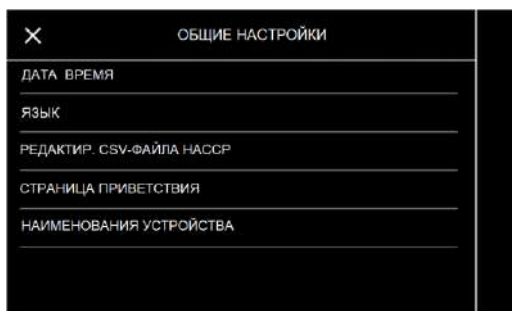 ОБЩИЕ НАСТРОЙКИ
ДАТА ВРЕМЯ
ЯЗЫК
РЕДАКТИР. CSV-ФАЙЛА HACCP
СТРАНИЦА ПРИВЕТСТВИЯ
НАИМЕНОВАНИЯ УСТРОЙСТВА